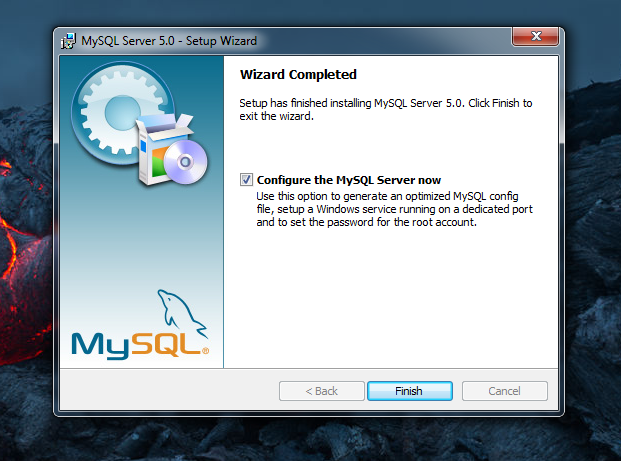 MySQL Server 5.0 - Setup Wizard
Wizard Completed
Setup has finished installing MySQL Server 5.0. Click Finish to
exit the wizard.
Configure the MySQL Server now
Use this option to generate an optimized MySQL config
file, setup a Windows service running on a dedicated port
and to set the password for the root account.
MySQL®
< Back
Finish
Cancel